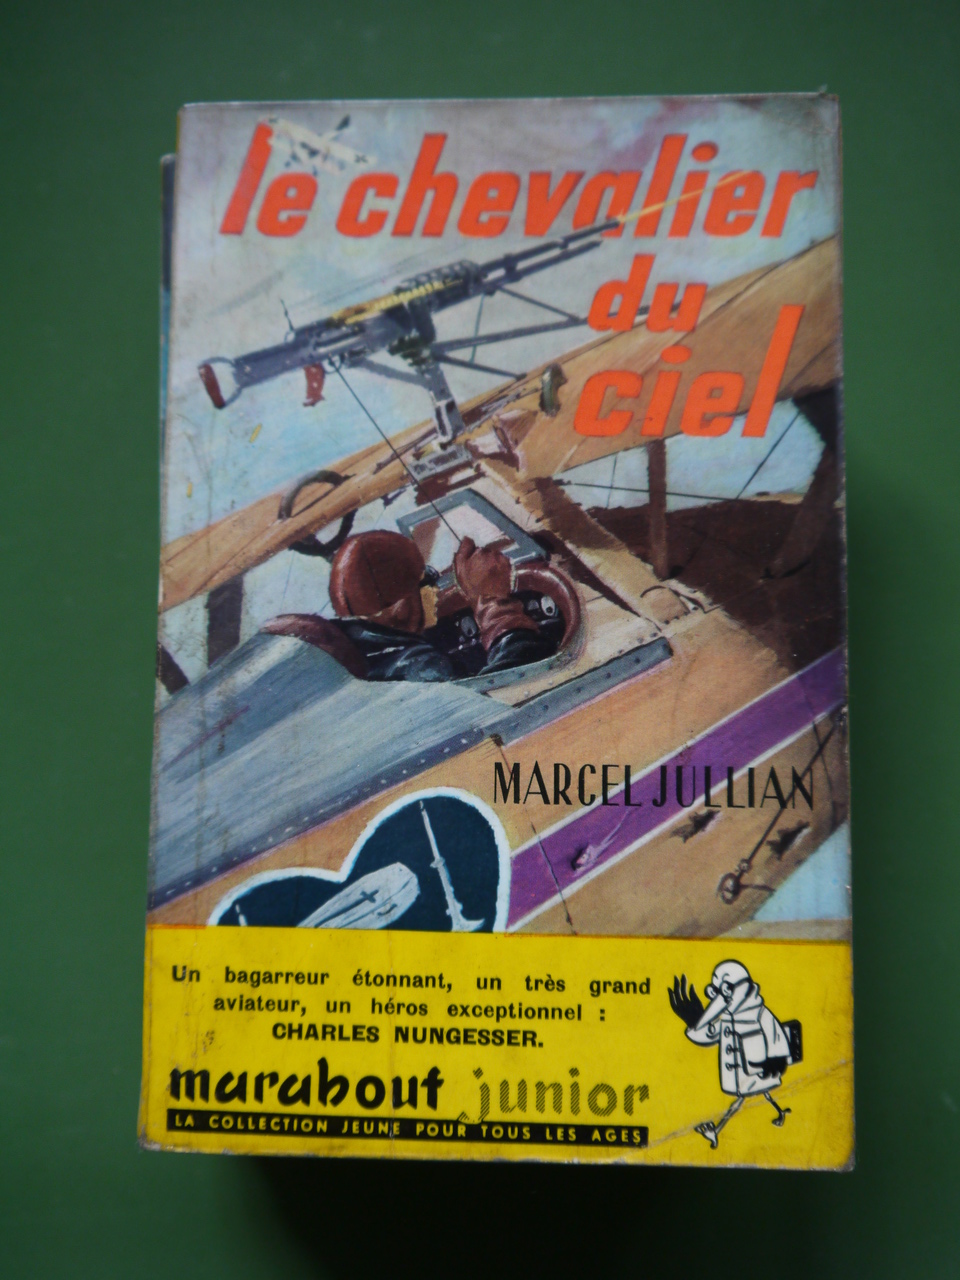 le chevalier
du
ciel
MARCEL JULLIAN
Un bagarreur étonnant, un très grand
aviateur, un héros exceptionnel :
CHARLES NUNGESSER.
marabout junior
LA COLLECTION JEUNE POUR TOUS LES AGES